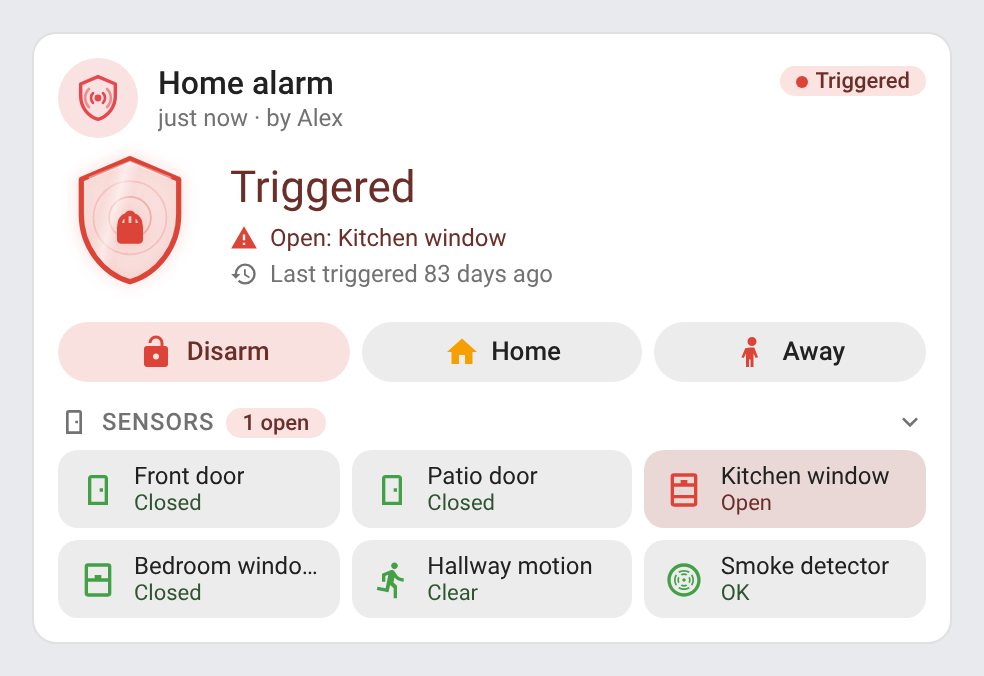 Home alarm
just now · by Alex
Triggered
Triggered
Open: Kitchen window
Last triggered 83 days ago
Disarm
Home
Away
SENSORS
1 open
Front door
Closed
Patio door
Closed
Kitchen window
Open
Bedroom windo…
Closed
Hallway motion
Clear
Smoke detector
OK